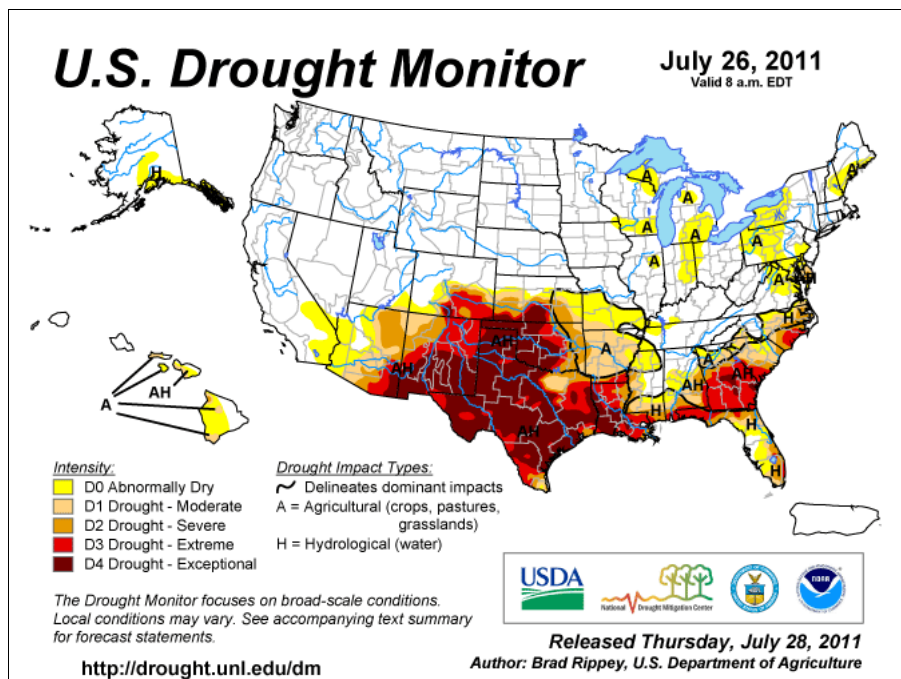 U.S. Drought Monitor
July 26, 2011
Valid 8 a.m. EDT
H
A
A
A
A
A
A
A
A
A
AH
H
AH
A
A
AH
AH
AH
H
H
H
AH
A
AH
Intensity:
D0 Abnormally Dry
D1 Drought - Moderate
D2 Drought - Severe
D3 Drought - Extreme
D4 Drought - Exceptional
Drought Impact Types:
Delineates dominant impacts
A = Agricultural (crops, pastures,
grasslands)
H = Hydrological (water)
The Drought Monitor focuses on broad-scale conditions.
Local conditions may vary. See accompanying text summary
for forecast statements.
http://drought.unl.edu/dm
USDA
National Drought Mitigation Center
NOAA
Released Thursday, July 28, 2011
Author: Brad Rippey, U.S. Department of Agriculture